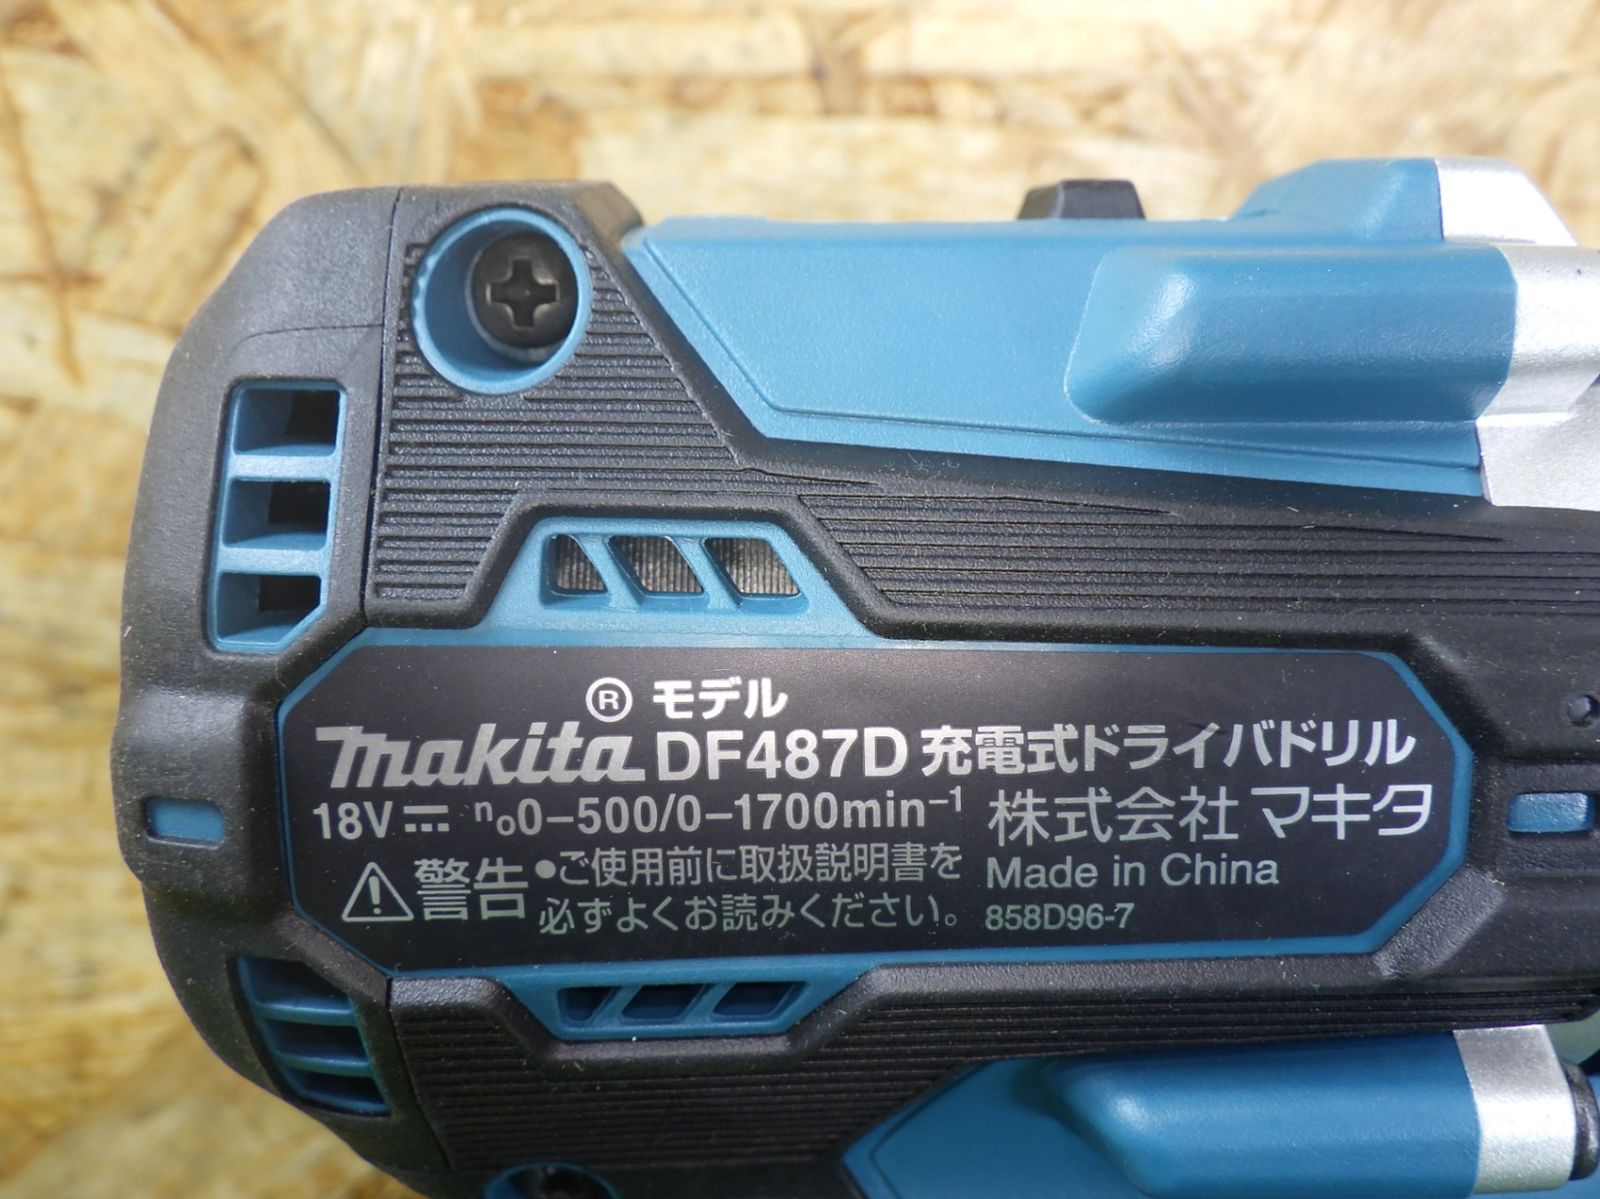 ® モデル
makita DF487D 充電式ドライバドリル
18V⎓ n₀0–500/0–1700min⁻¹ 株式会社マキタ
⚠警告 •ご使用前に取扱説明書を Made in China
必ずよくお読みください。 858D96-7